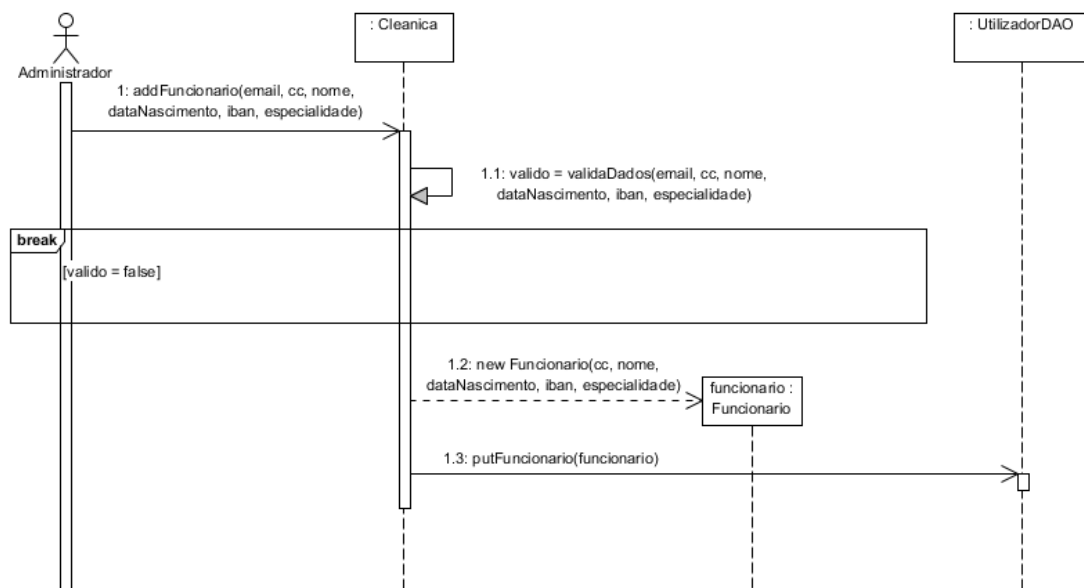 : Cleanica
: UtilizadorDAO
Administrador
1: addFuncionario(email, cc, nome,
dataNascimento, iban, especialidade)
1.1: valido = validaDados(email, cc, nome,
dataNascimento, iban, especialidade)
break
[valido = false]
1.2: new Funcionario(cc, nome,
dataNascimento, iban, especialidade)
funcionario :
Funcionario
1.3: putFuncionario(funcionario)